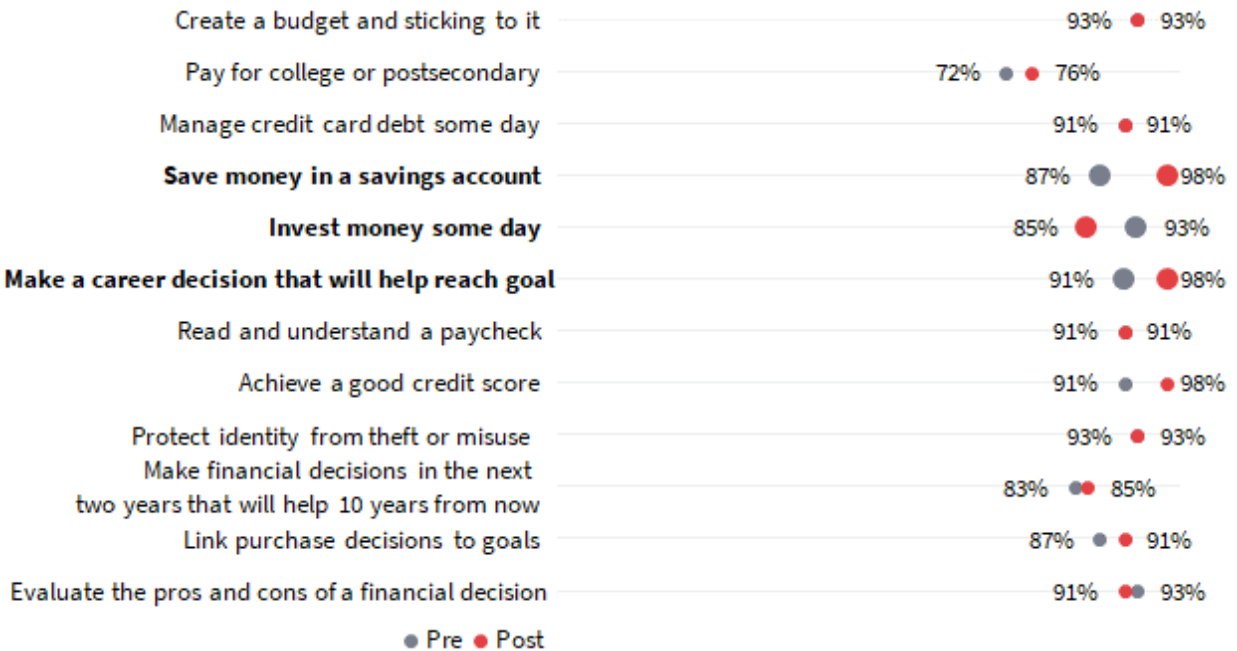 Create a budget and sticking to it 93% 93%
Pay for college or postsecondary 72% 76%
Manage credit card debt some day 91% 91%
Save money in a savings account 87% 98%
Invest money some day 85% 93%
Make a career decision that will help reach goal 91% 98%
Read and understand a paycheck 91% 91%
Achieve a good credit score 91% 98%
Protect identity from theft or misuse 93% 93%
Make financial decisions in the next
two years that will help 10 years from now 83% 85%
Link purchase decisions to goals 87% 91%
Evaluate the pros and cons of a financial decision 91% 93%
Pre Post